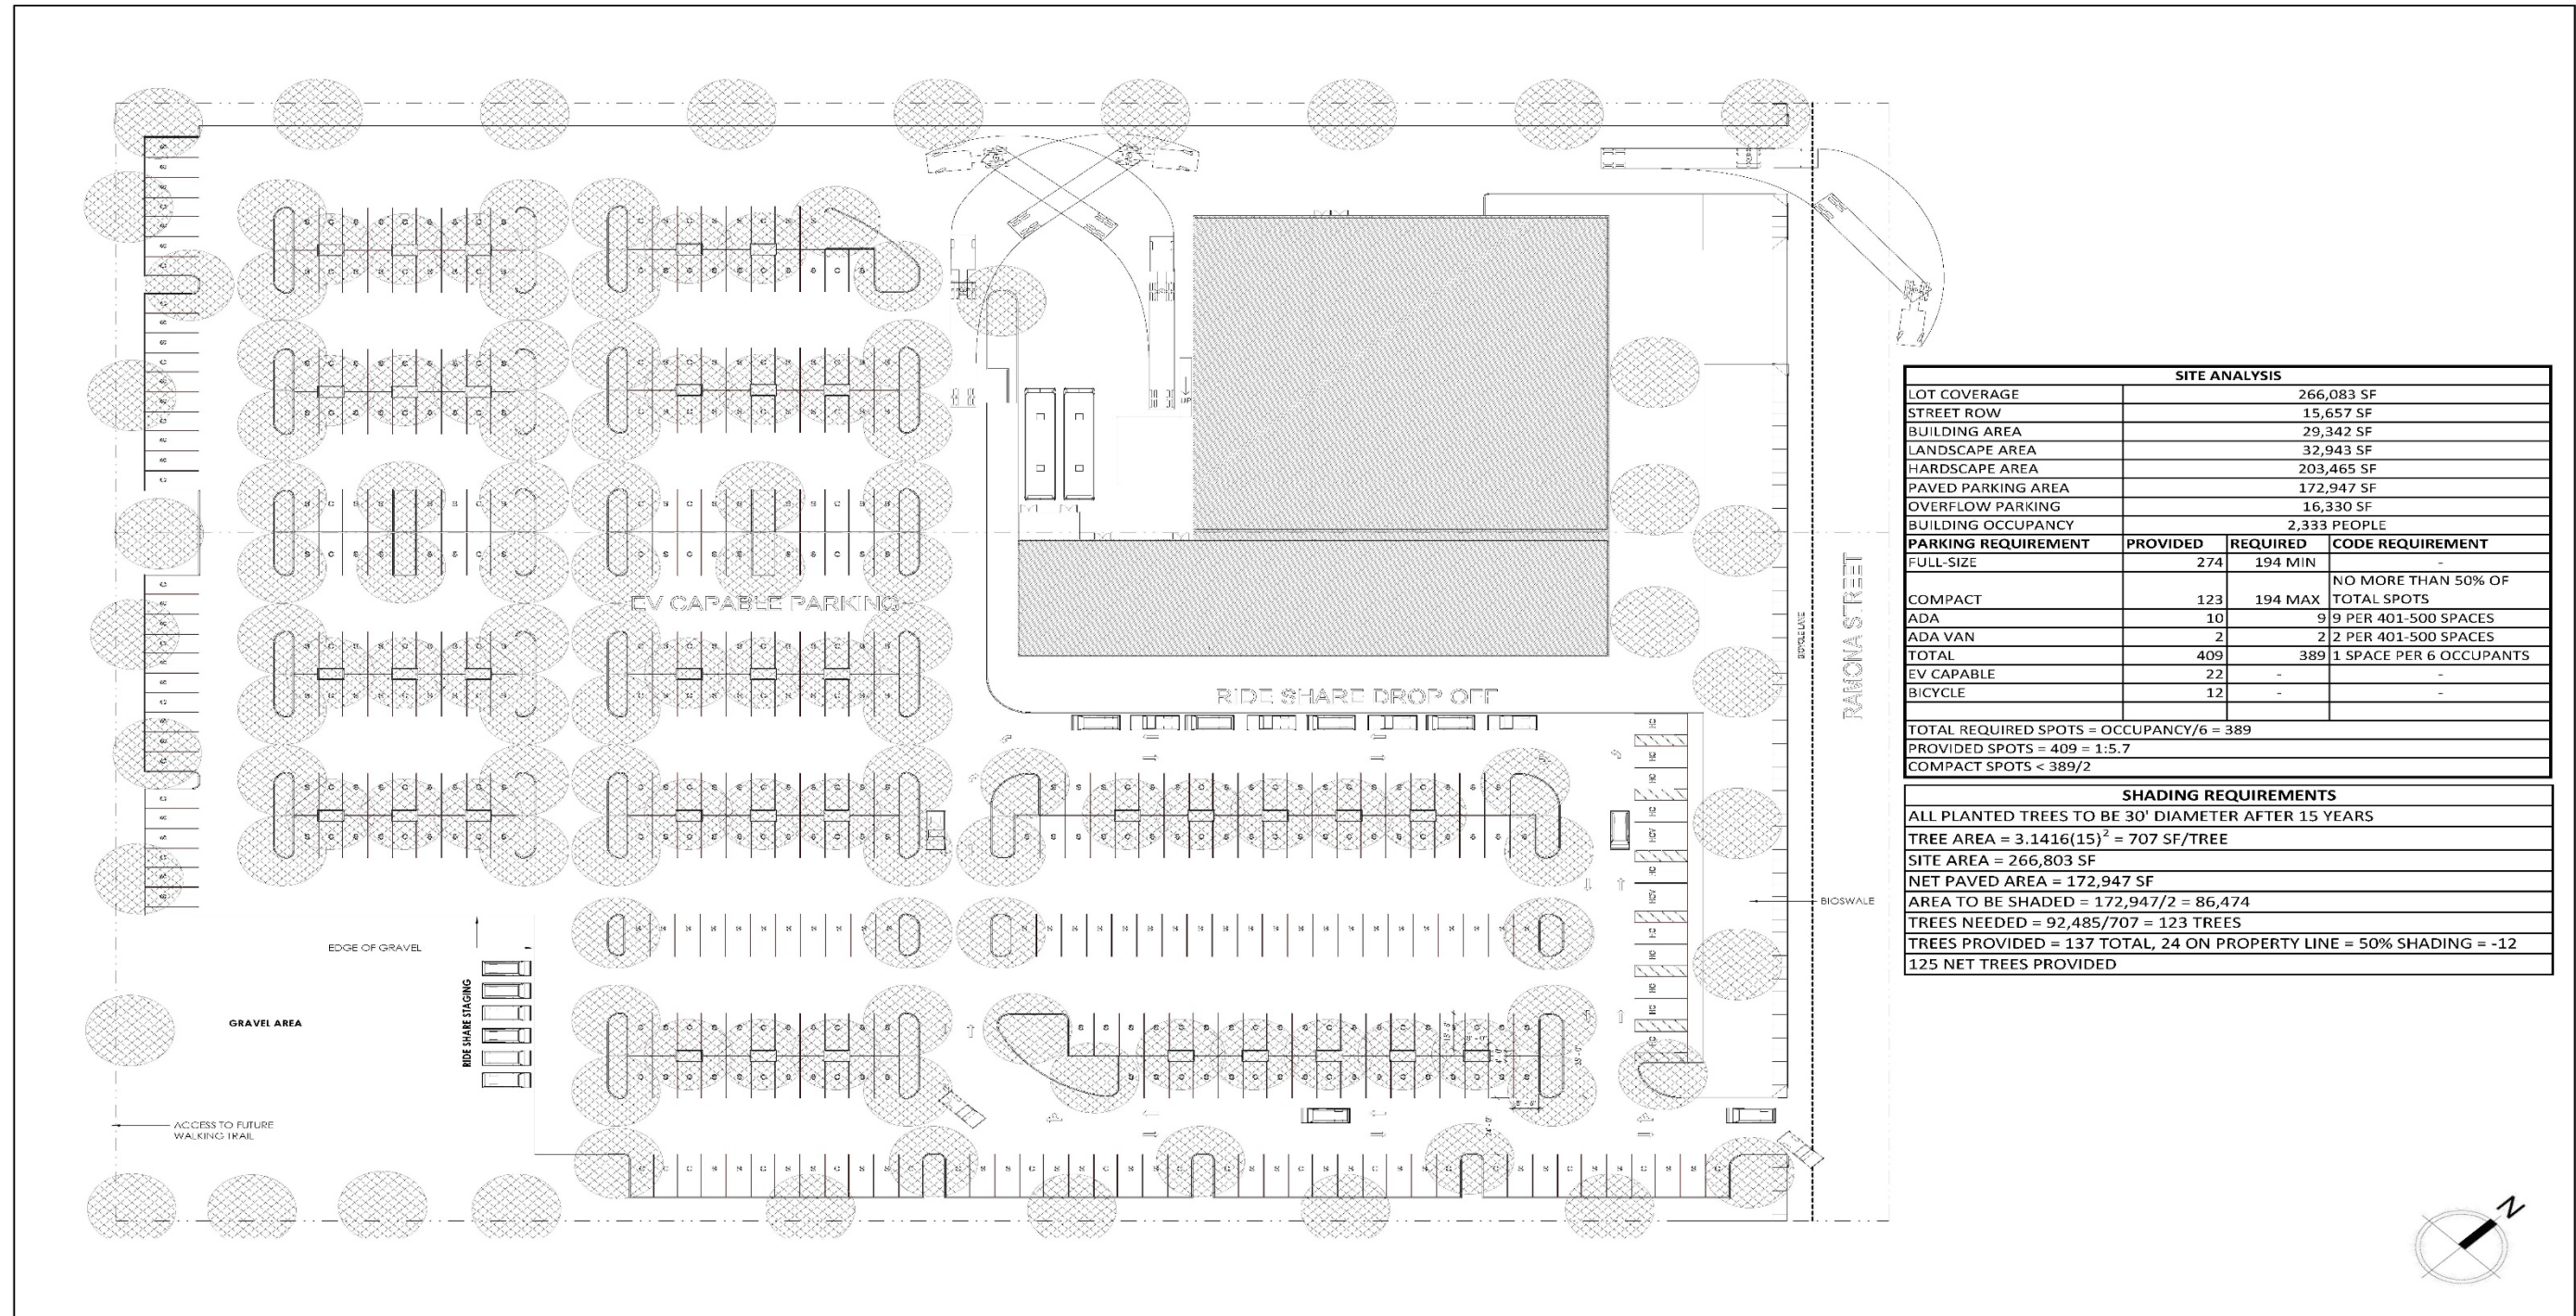 EV CAPABLE PARKING
RIDE SHARE DROP OFF
UP
BICYCLE LANE
RAMONA STREET
BIOSWALE
EDGE OF GRAVEL
GRAVEL AREA
RIDE SHARE STAGING
ACCESS TO FUTURE
WALKING TRAIL
SITE ANALYSIS
LOT COVERAGE 266,083 SF
STREET ROW 15,657 SF
BUILDING AREA 29,342 SF
LANDSCAPE AREA 32,943 SF
HARDSCAPE AREA 203,465 SF
PAVED PARKING AREA 172,947 SF
OVERFLOW PARKING 16,330 SF
BUILDING OCCUPANCY 2,333 PEOPLE
PARKING REQUIREMENT PROVIDED REQUIRED CODE REQUIREMENT
FULL-SIZE 274 194 MIN -
COMPACT 123 194 MAX NO MORE THAN 50% OF TOTAL SPOTS
ADA 10 9 9 PER 401-500 SPACES
ADA VAN 2 2 2 PER 401-500 SPACES
TOTAL 409 389 1 SPACE PER 6 OCCUPANTS
EV CAPABLE 22 - -
BICYCLE 12 - -
TOTAL REQUIRED SPOTS = OCCUPANCY/6 = 389
PROVIDED SPOTS = 409 = 1:5.7
COMPACT SPOTS < 389/2
SHADING REQUIREMENTS
ALL PLANTED TREES TO BE 30' DIAMETER AFTER 15 YEARS
TREE AREA = 3.1416(15)² = 707 SF/TREE
SITE AREA = 266,803 SF
NET PAVED AREA = 172,947 SF
AREA TO BE SHADED = 172,947/2 = 86,474
TREES NEEDED = 92,485/707 = 123 TREES
TREES PROVIDED = 137 TOTAL, 24 ON PROPERTY LINE = 50% SHADING = -12
125 NET TREES PROVIDED
N